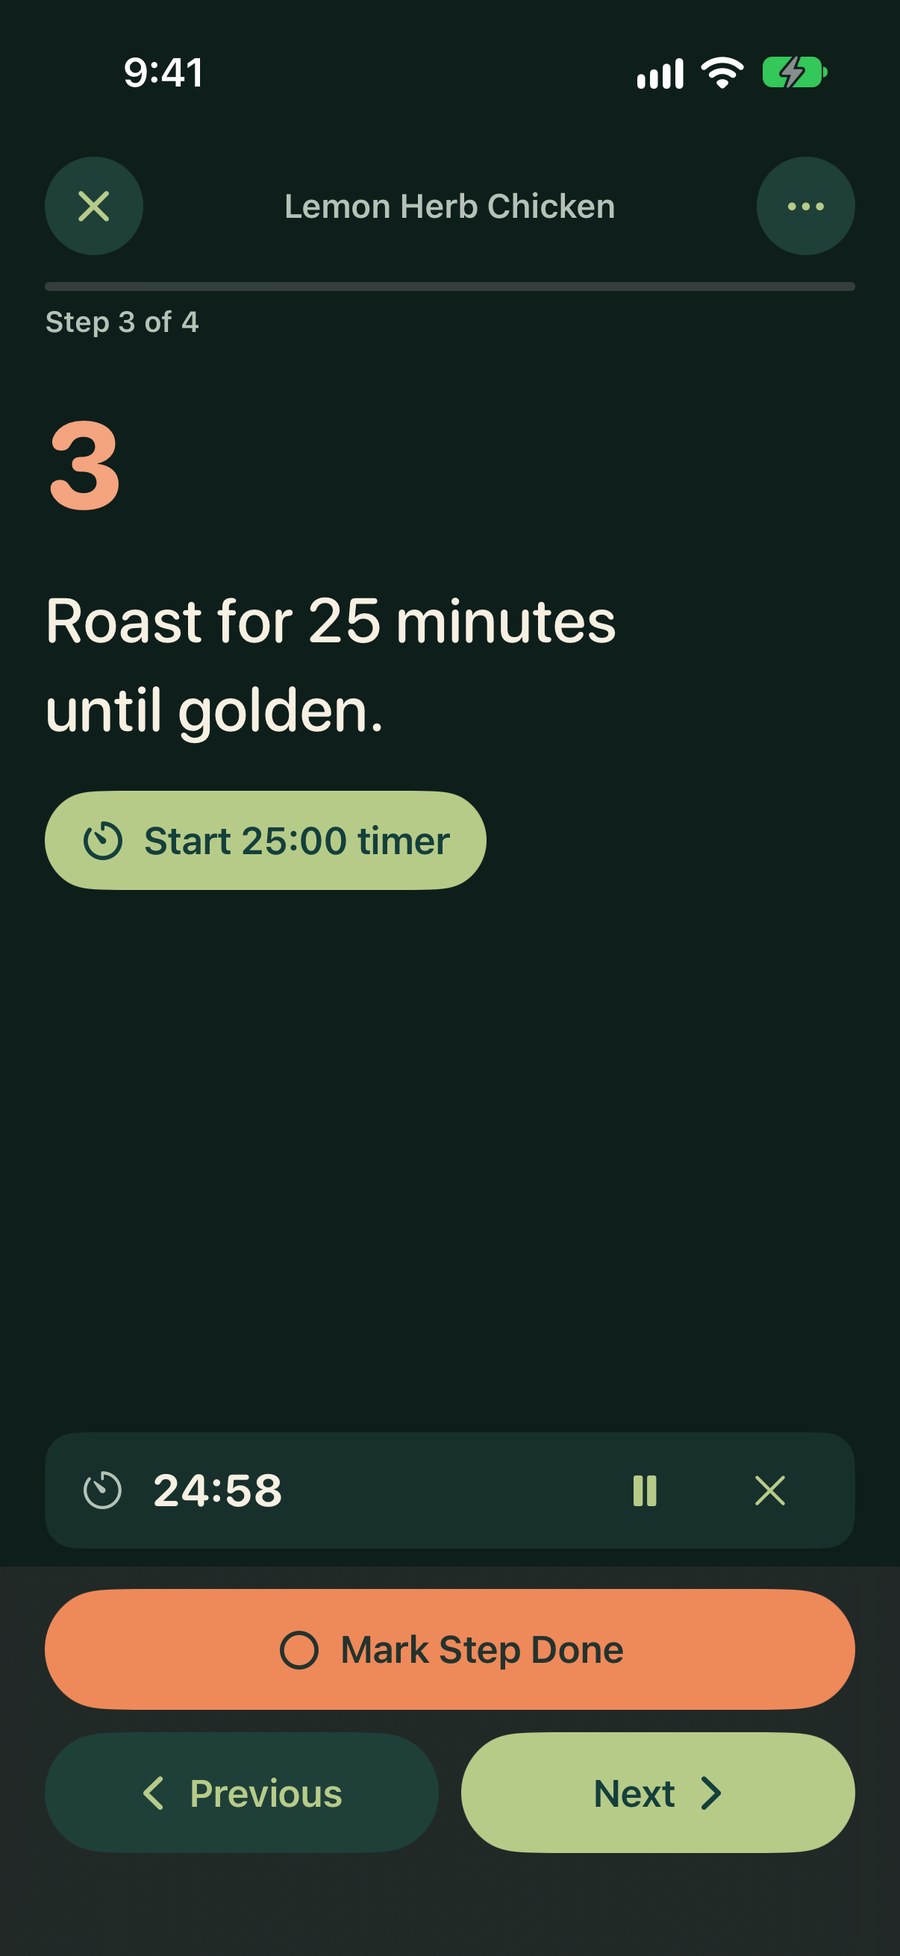 9:41
Lemon Herb Chicken
Step 3 of 4
3
Roast for 25 minutes
until golden.
Start 25:00 timer
24:58
Mark Step Done
Previous
Next